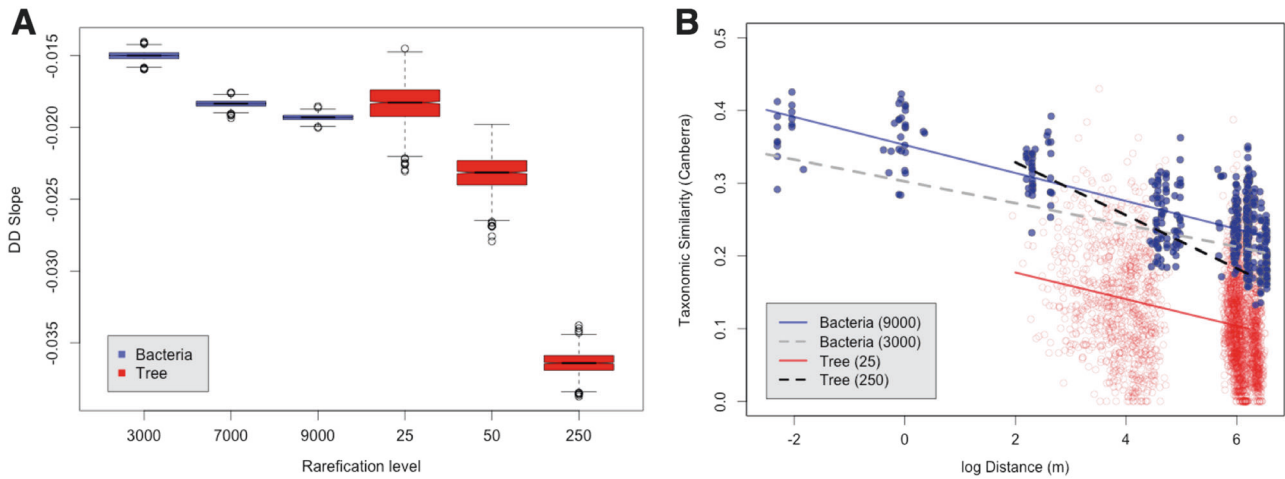 A
DD Slope
-0.015
-0.020
-0.025
-0.030
-0.035
Bacteria
Tree
3000 7000 9000 25 50 250
Rarefication level
B
Taxonomic Similarity (Canberra)
0.5
0.4
0.3
0.2
0.1
0.0
Bacteria (9000)
Bacteria (3000)
Tree (25)
Tree (250)
-2 0 2 4 6
log Distance (m)